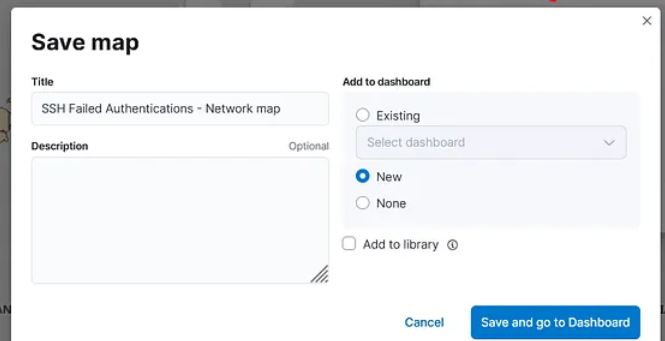 Save map
Title
SSH Failed Authentications - Network map
Description Optional
Add to dashboard
Existing
Select dashboard
New
None
Add to library
Cancel
Save and go to Dashboard
AN